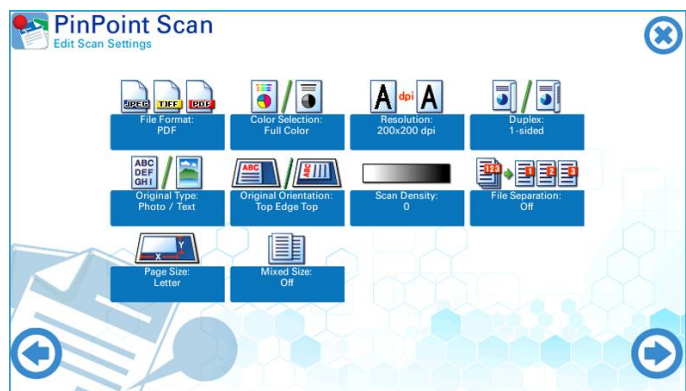 PinPoint Scan
Edit Scan Settings
JPEG TIFF PDF
File Format:
PDF
Color Selection:
Full Color
A dpi A
Resolution:
200x200 dpi
Duplex:
1-sided
ABC
DEF
GHI
Original Type:
Photo / Text
ABC ABC
Original Orientation:
Top Edge Top
Scan Density:
0
123 1 2 3
File Separation:
Off
X Y
Page Size:
Letter
Mixed Size:
Off